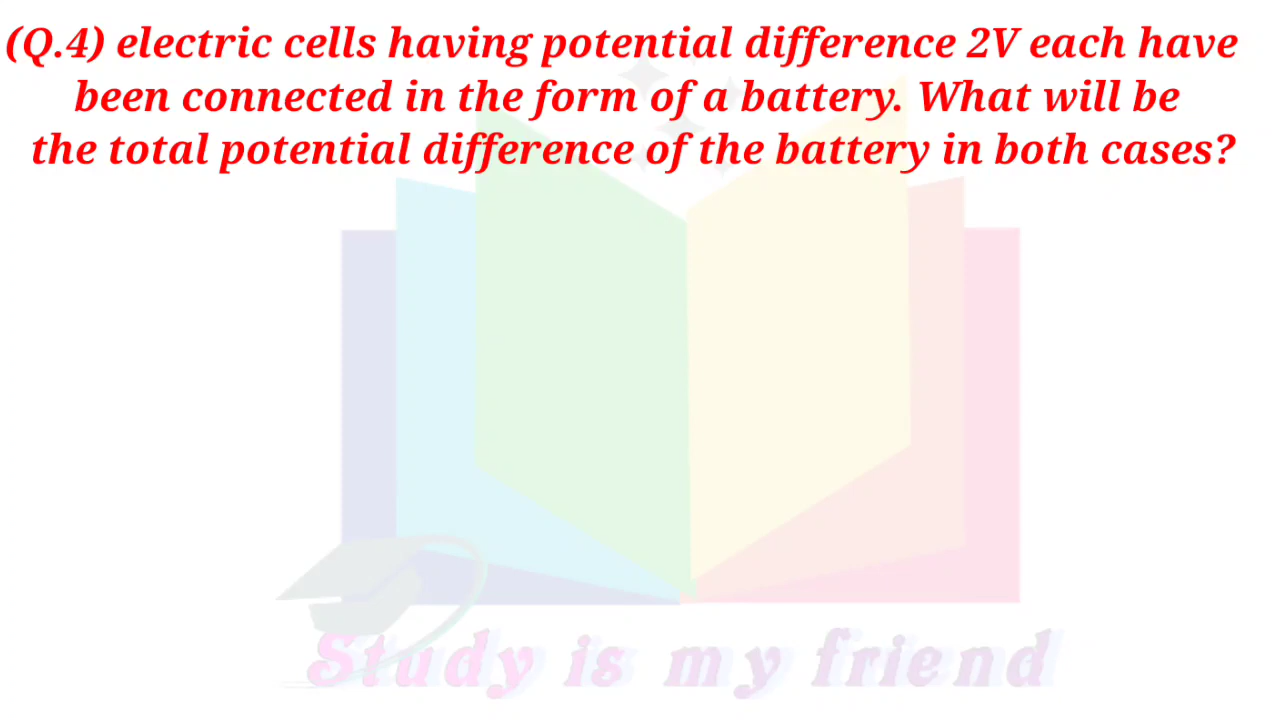 (Q.4) electric cells having potential difference 2V each have
been connected in the form of a battery. What will be
the total potential difference of the battery in both cases?
Study is my friend